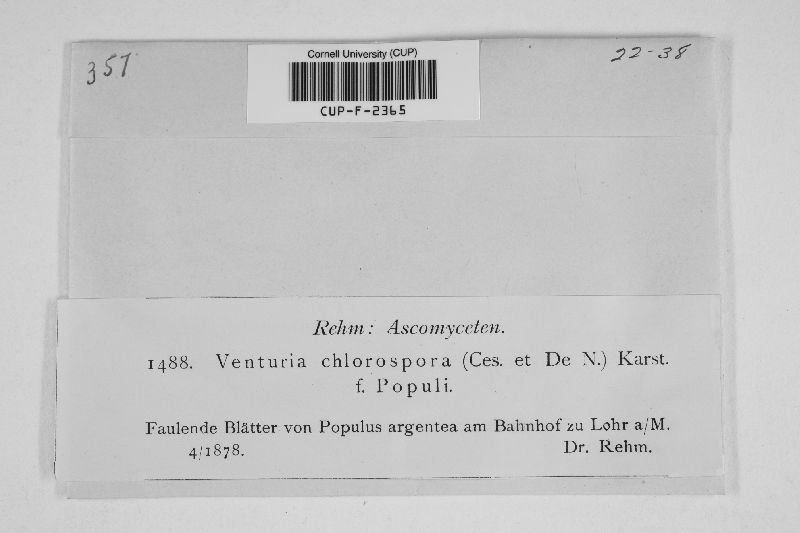 357
Cornell University (CUP)
CUP-F-2365
22-38
Rehm: Ascomyceten.
1488. Venturia chlorospora (Ces. et De N.) Karst.
f. Populi.
Faulende Blätter von Populus argentea am Bahnhof zu Lohr a/M.
4/1878. Dr. Rehm.